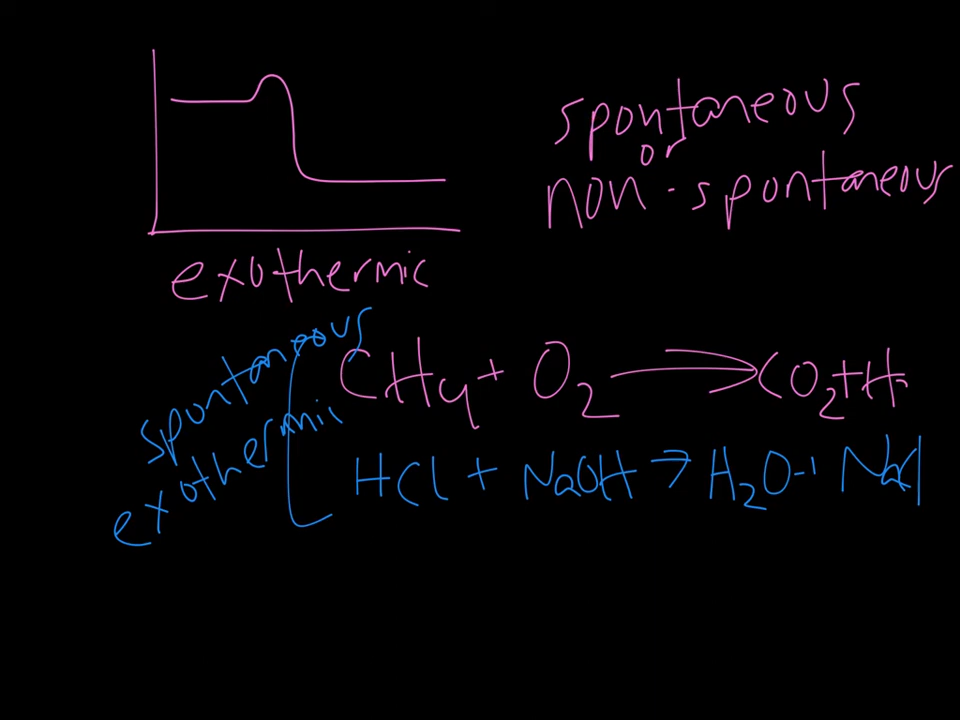 spontaneous
or
non-spontaneous
exothermic
spontaneous
exothermic
CH4 + O2 → CO2 + H2
HCl + NaOH → H2O + NaCl